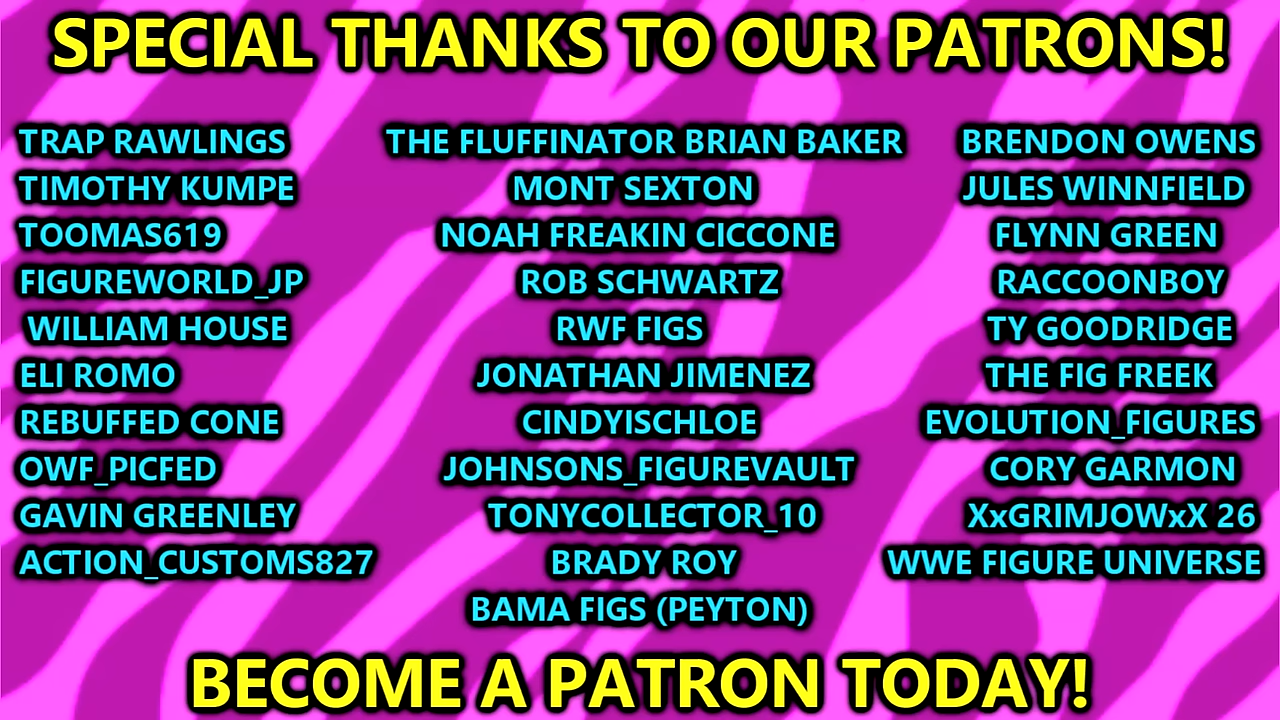 SPECIAL THANKS TO OUR PATRONS!
TRAP RAWLINGS
TIMOTHY KUMPE
TOOMAS619
FIGUREWORLD_JP
WILLIAM HOUSE
ELI ROMO
REBUFFED CONE
OWF_PICFED
GAVIN GREENLEY
ACTION_CUSTOMS827
THE FLUFFINATOR BRIAN BAKER
MONT SEXTON
NOAH FREAKIN CICCONE
ROB SCHWARTZ
RWF FIGS
JONATHAN JIMENEZ
CINDYISCHLOE
JOHNSONS_FIGUREVAULT
TONYCOLLECTOR_10
BRADY ROY
BAMA FIGS (PEYTON)
BRENDON OWENS
JULES WINNFIELD
FLYNN GREEN
RACCOONBOY
TY GOODRIDGE
THE FIG FREEK
EVOLUTION_FIGURES
CORY GARMON
XxGRIMJOWxX 26
WWE FIGURE UNIVERSE
BECOME A PATRON TODAY!